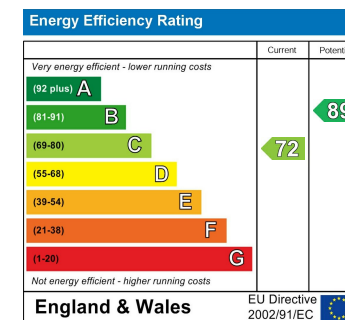 Energy Efficiency Rating
Current Potenti
Very energy efficient - lower running costs
(92 plus) A
(81-91) B
89
(69-80) C
72
(55-68) D
(39-54) E
(21-38) F
(1-20) G
Not energy efficient - higher running costs
England & Wales
EU Directive
2002/91/EC